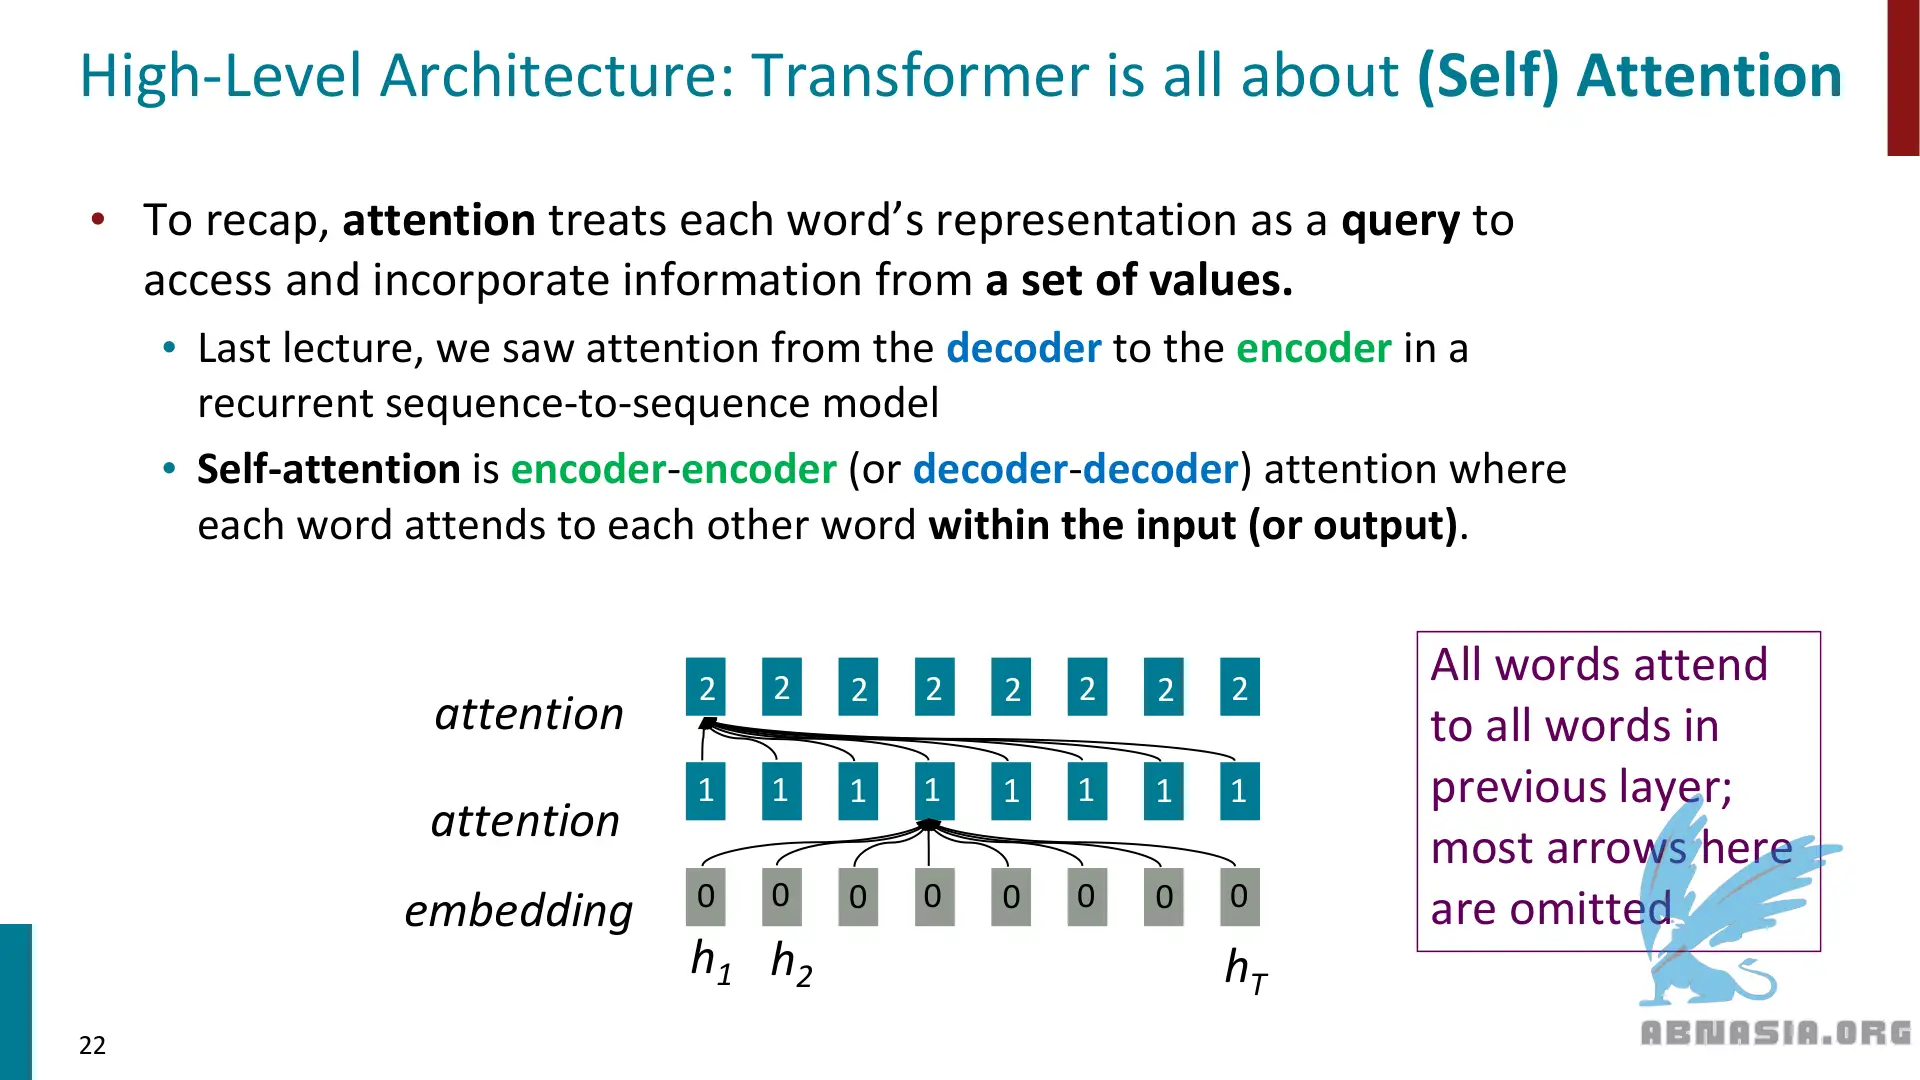 High-Level Architecture: Transformer is all about (Self) Attention
• To recap, attention treats each word’s representation as a query to
access and incorporate information from a set of values.
• Last lecture, we saw attention from the decoder to the encoder in a
recurrent sequence-to-sequence model
• Self-attention is encoder-encoder (or decoder-decoder) attention where
each word attends to each other word within the input (or output).
attention 2 2 2 2 2 2 2 2
attention 1 1 1 1 1 1 1 1
embedding 0 0 0 0 0 0 0 0
h1 h2 hT
All words attend
to all words in
previous layer;
most arrows here
are omitted
22
ABNASIA.ORG